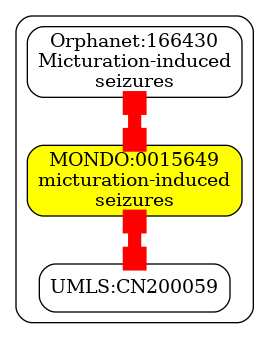 Orphanet:166430
Micturation-induced
seizures
MONDO:0015649
micturation-induced
seizures
UMLS:CN200059